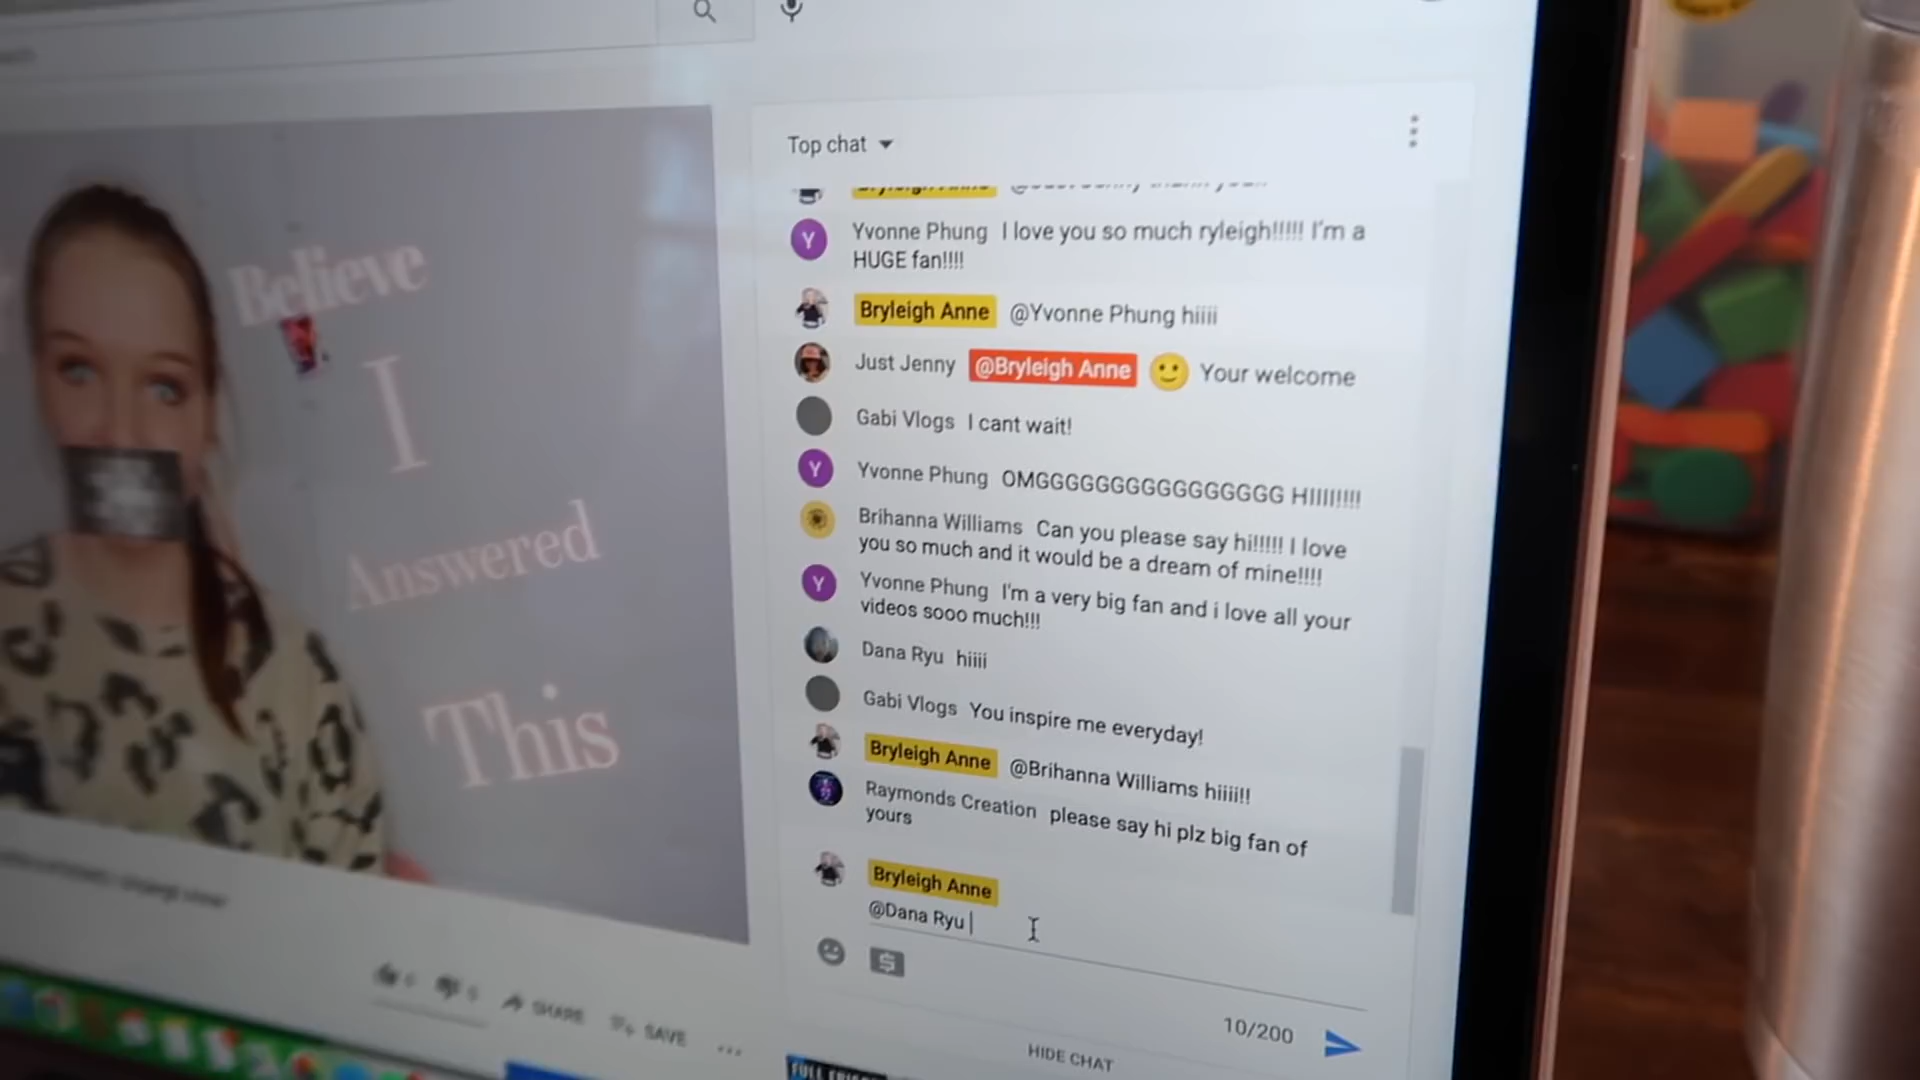 Believe
I
Answered
This
SHARE
SAVE
Top chat
Bryleigh Anne
Yvonne Phung I love you so much ryleigh!!!!! I'm a
HUGE fan!!!!
Bryleigh Anne @Yvonne Phung hiiii
Just Jenny @Bryleigh Anne Your welcome
Gabi Vlogs I cant wait!
Yvonne Phung OMGGGGGGGGGGGGGGGGG HIIII!!!!
Brihanna Williams Can you please say hi!!!!! I love
you so much and it would be a dream of mine!!!!
Yvonne Phung I'm a very big fan and i love all your
videos sooo much!!!
Dana Ryu hiiii
Gabi Vlogs You inspire me everyday!
Bryleigh Anne @Brihanna Williams hiiii!!
Raymonds Creation please say hi plz big fan of
yours
Bryleigh Anne
@Dana Ryu
10/200
HIDE CHAT